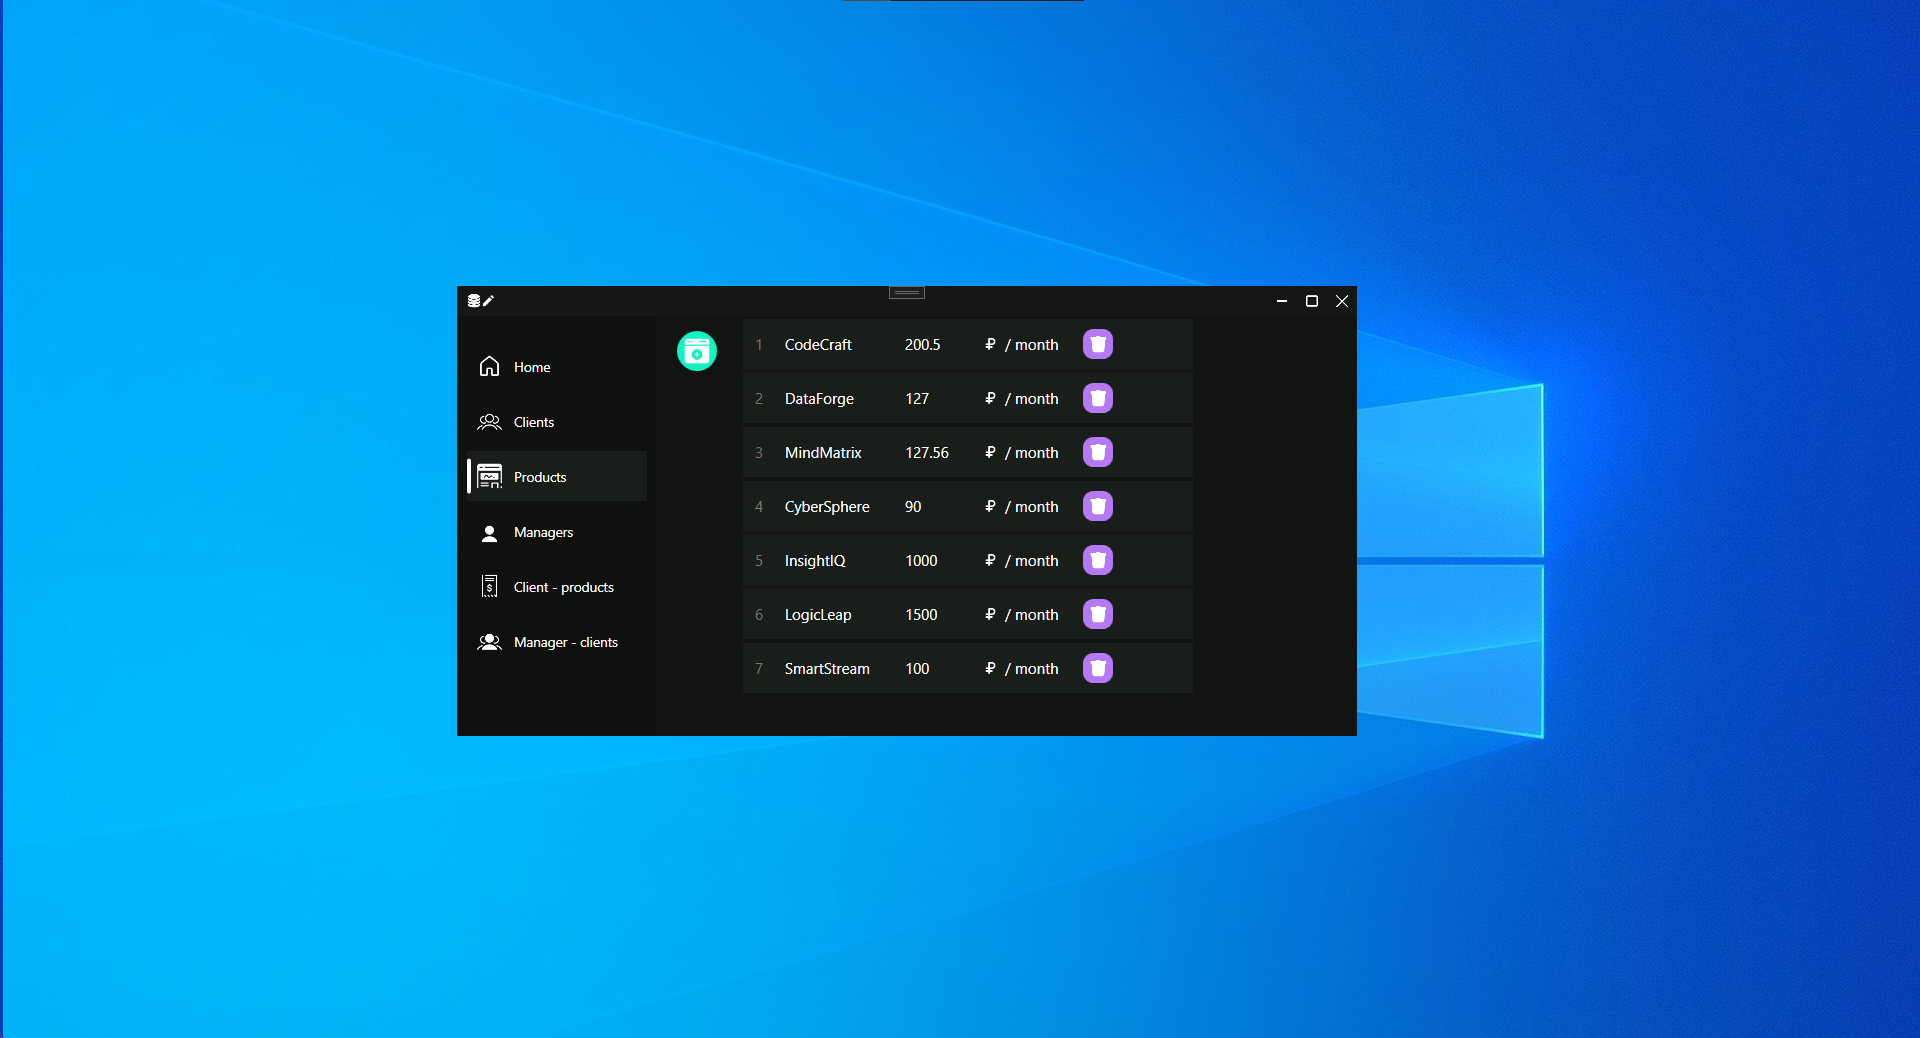 Home
Clients
Products
Managers
Client - products
Manager - clients
1 CodeCraft 200.5 ₽ / month
2 DataForge 127 ₽ / month
3 MindMatrix 127.56 ₽ / month
4 CyberSphere 90 ₽ / month
5 InsightIQ 1000 ₽ / month
6 LogicLeap 1500 ₽ / month
7 SmartStream 100 ₽ / month